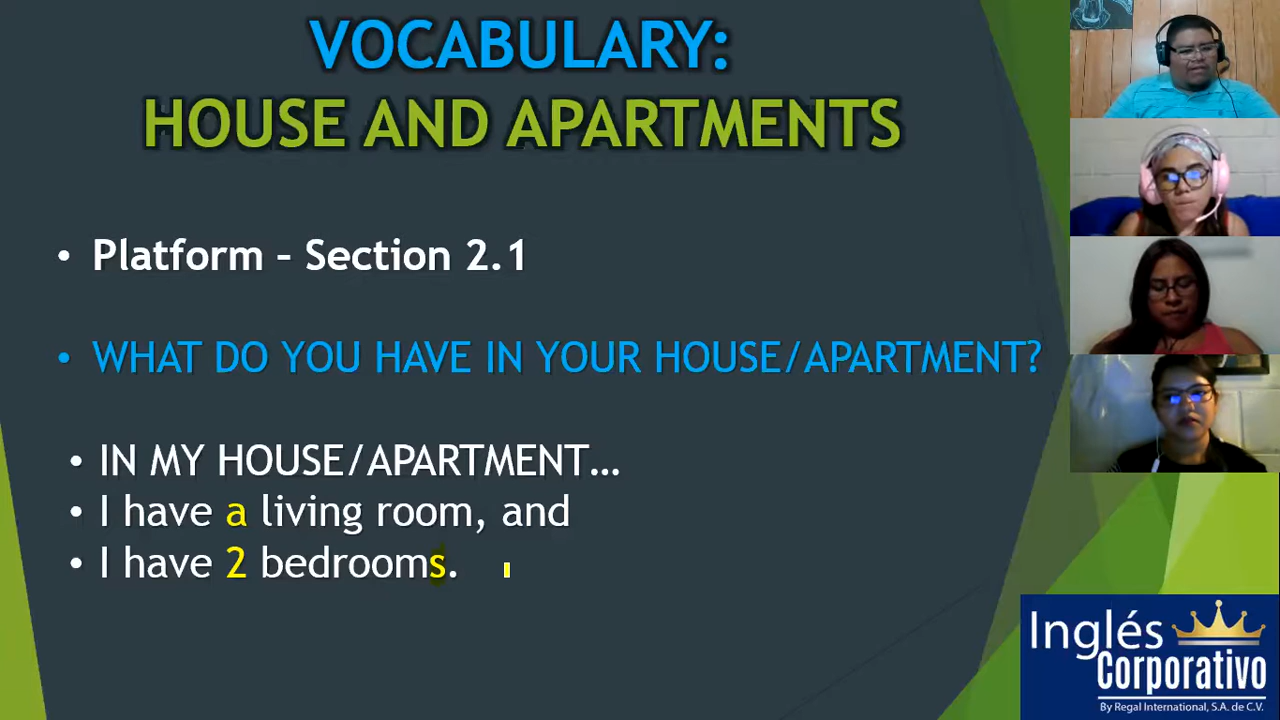 VOCABULARY:
HOUSE AND APARTMENTS
• Platform – Section 2.1
• WHAT DO YOU HAVE IN YOUR HOUSE/APARTMENT?
• IN MY HOUSE/APARTMENT…
• I have a living room, and
• I have 2 bedrooms.
Inglés
Corporativo
By Regal International, S.A. de C.V.